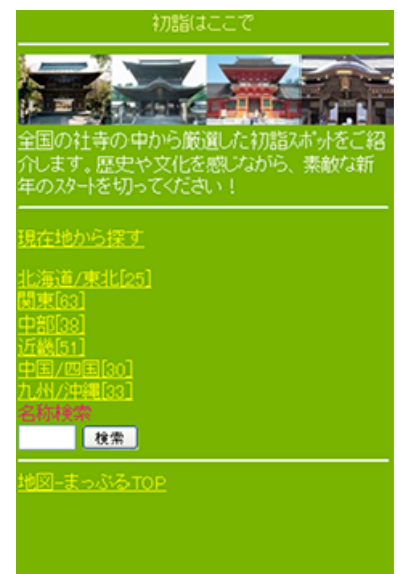 初詣はここで
全国の社寺の中から厳選した初詣ｽﾎﾟｯﾄをご紹
介します。歴史や文化を感じながら、素敵な新
年のｽﾀｰﾄを切ってください！
現在地から探す
北海道/東北[25]
関東[63]
中部[38]
近畿[51]
中国/四国[30]
九州/沖縄[33]
名称検索
検索
地図-まっぷるTOP